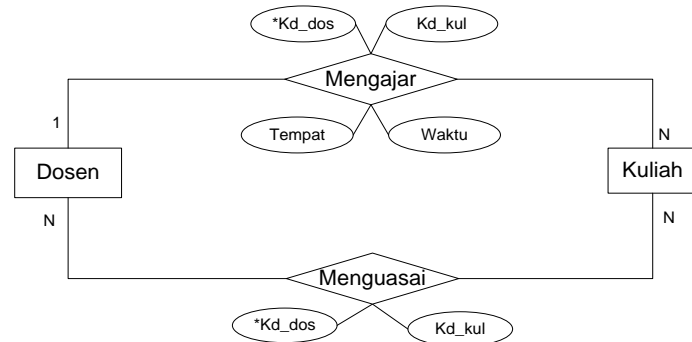 *Kd_dos Kd_kul
Mengajar
1
Tempat Waktu
N
Dosen
Kuliah
N
N
Menguasai
*Kd_dos Kd_kul